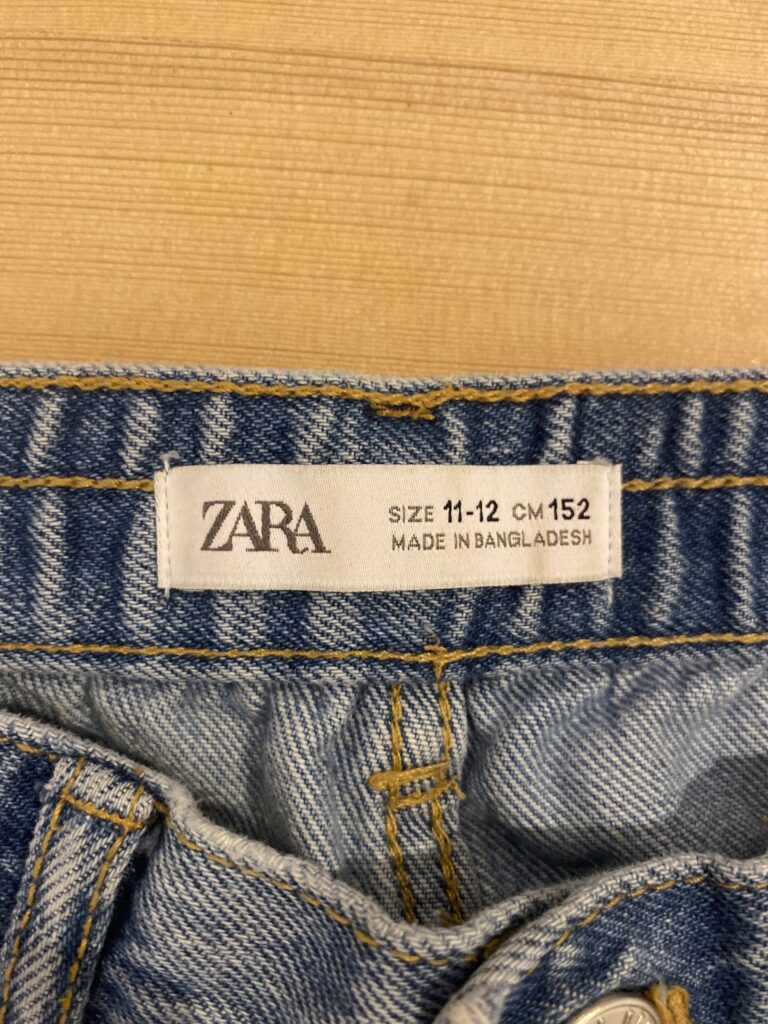 ZARA
SIZE 11-12 CM 152
MADE IN BANGLADESH